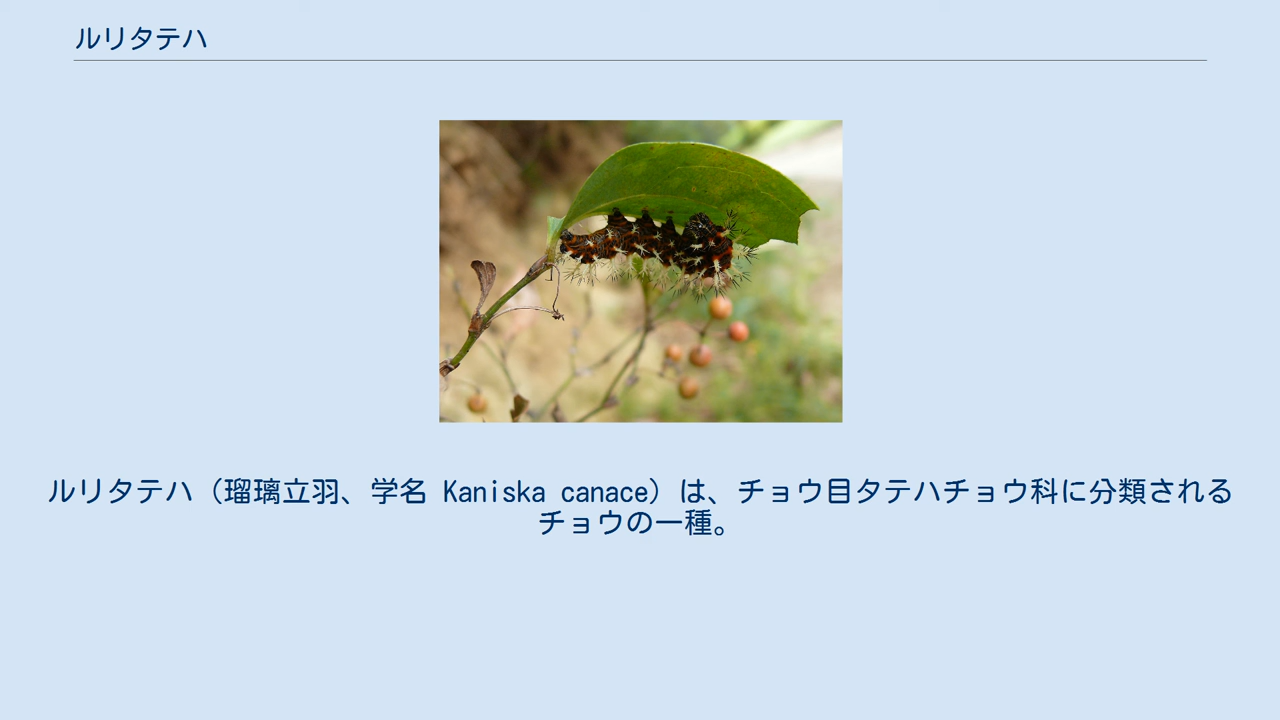 ルリタテハ
ルリタテハ（瑠璃立羽、学名 Kaniska canace）は、チョウ目タテハチョウ科に分類される
チョウの一種。